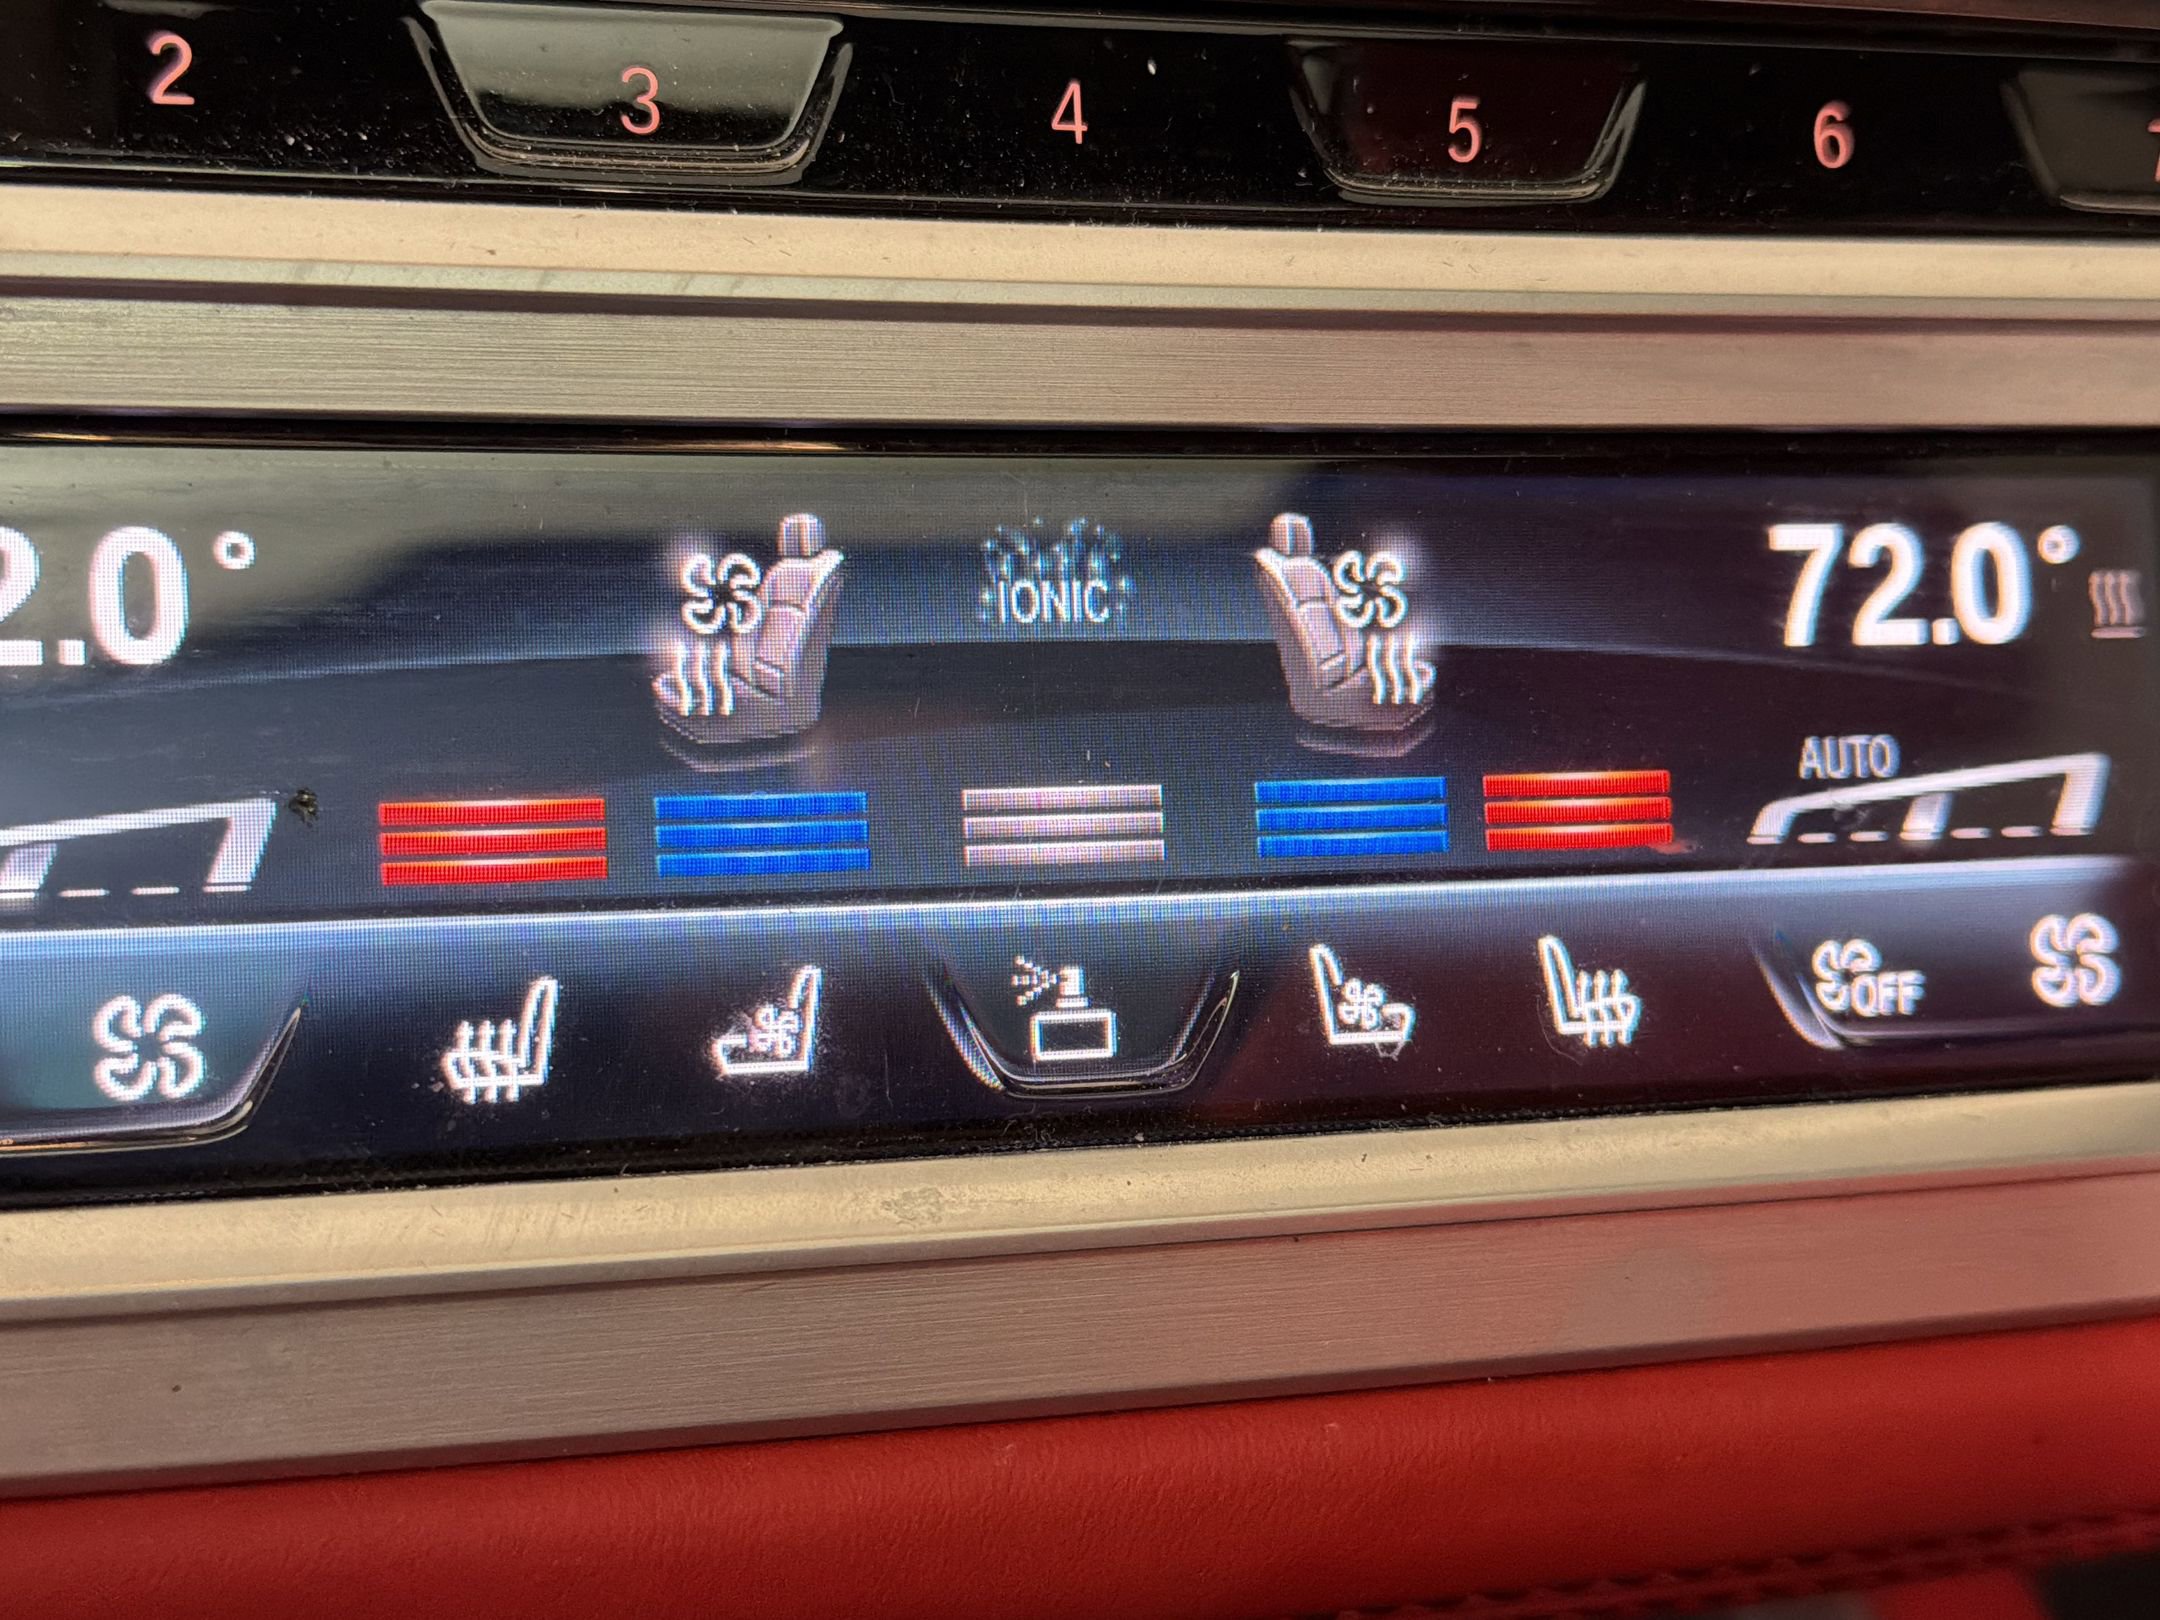 2 3 4 5 6
2.0°
IONIC
72.0°
AUTO
OFF